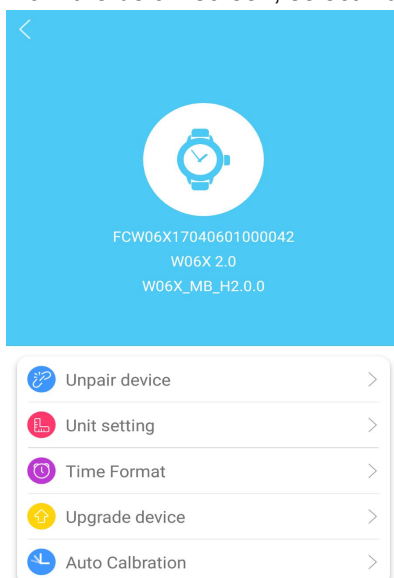 FCW06X17040601000042
W06X 2.0
W06X_MB_H2.0.0
Unpair device
Unit setting
Time Format
Upgrade device
Auto Calbration